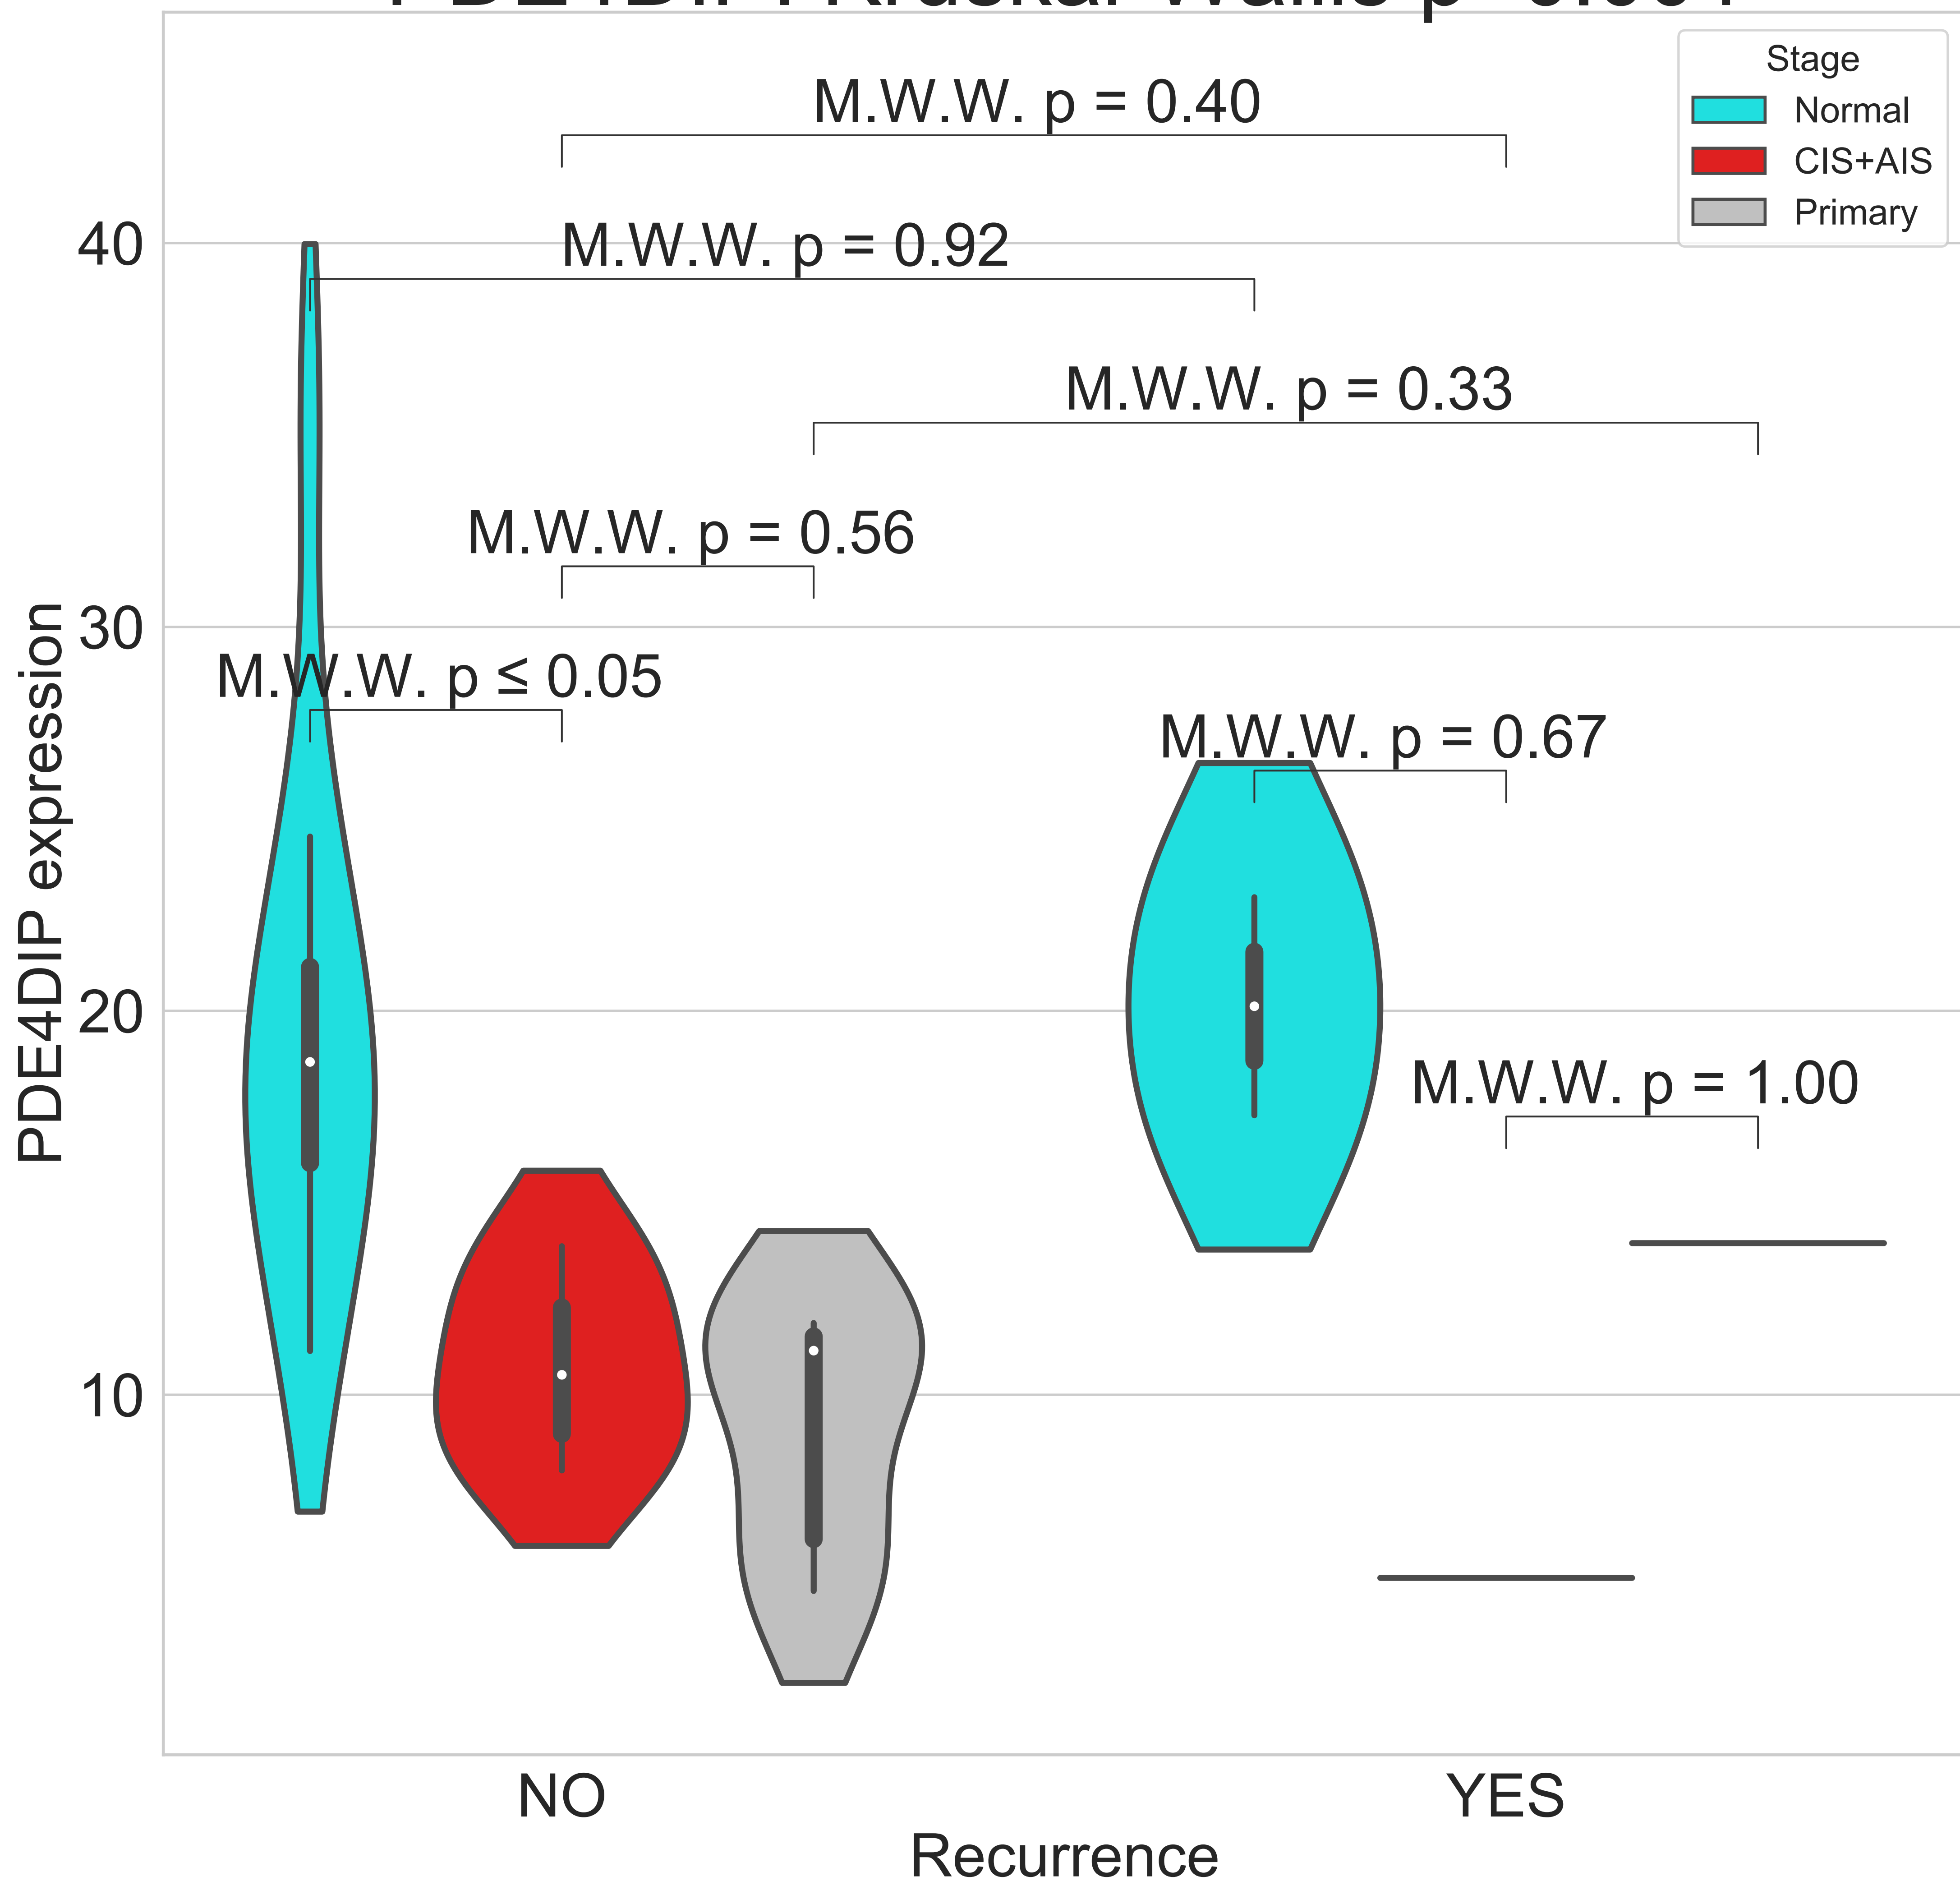 Stage
Normal
CIS+AIS
Primary
M.W.W. p = 0.40
M.W.W. p = 0.92
M.W.W. p = 0.33
M.W.W. p = 0.56
M.W.W. p ≤ 0.05
M.W.W. p = 0.67
M.W.W. p = 1.00
40
30
20
10
PDE4DIP expression
NO
YES
Recurrence